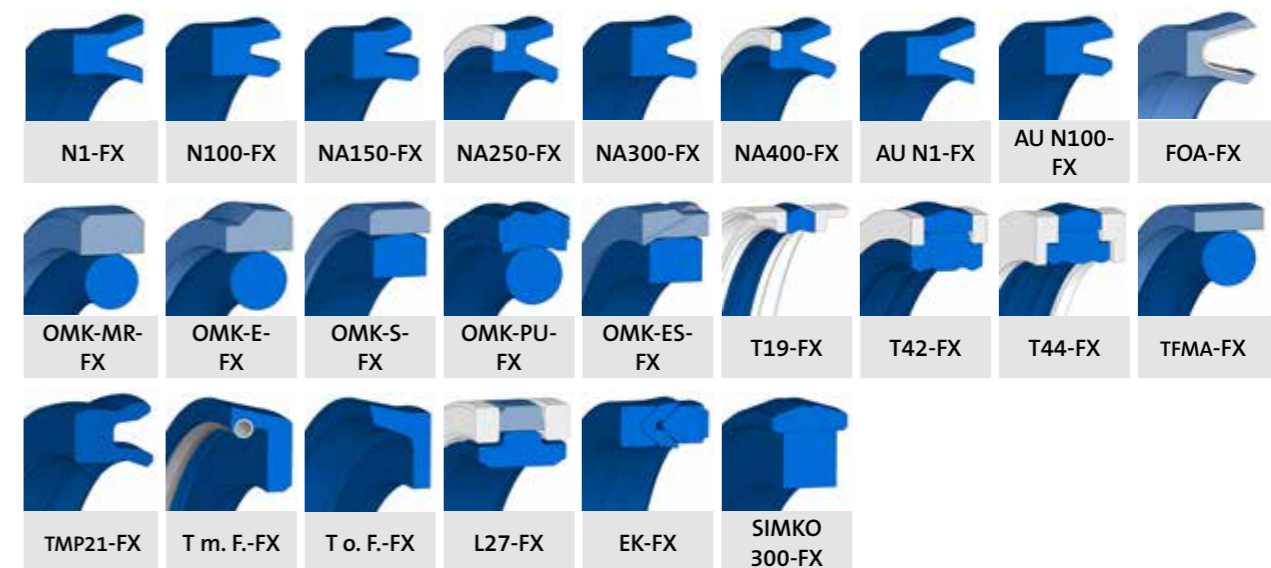 N1-FX
N100-FX
NA150-FX
NA250-FX
NA300-FX
NA400-FX
AU N1-FX
AU N100-
FX
FOA-FX
OMK-MR-
FX
OMK-E-
FX
OMK-S-
FX
OMK-PU-
FX
OMK-ES-
FX
T19-FX
T42-FX
T44-FX
TFMA-FX
TMP21-FX
T m. F.-FX
T o. F.-FX
L27-FX
EK-FX
SIMKO
300-FX